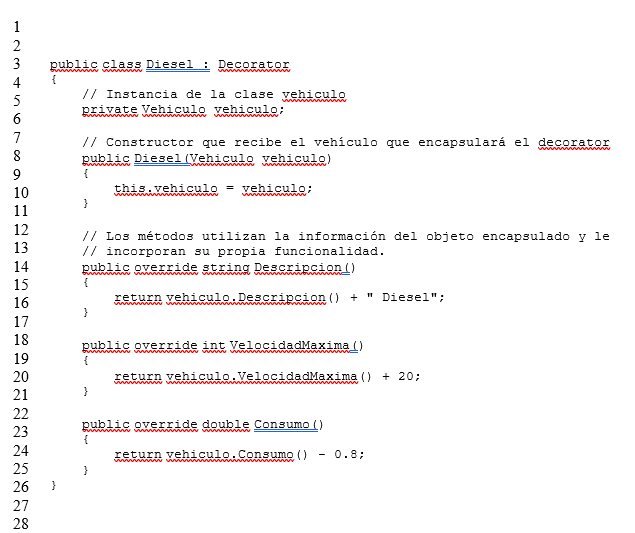 1
2
3 public class Diesel : Decorator
4 {
5 // Instancia de la clase vehiculo
6 private Vehiculo vehiculo;
7 // Constructor que recibe el vehículo que encapsulará el decorator
8 public Diesel(Vehiculo vehiculo)
9 {
10 this.vehiculo = vehiculo;
11 }
12 // Los métodos utilizan la información del objeto encapsulado y le
13 // incorporan su propia funcionalidad.
14 public override string Descripcion()
15 {
16 return vehiculo.Descripcion() + " Diesel";
17 }
18 public override int VelocidadMaxima()
19 {
20 return vehiculo.VelocidadMaxima() + 20;
21 }
22 public override double Consumo()
23 {
24 return vehiculo.Consumo() - 0.8;
25 }
26 }
27
28